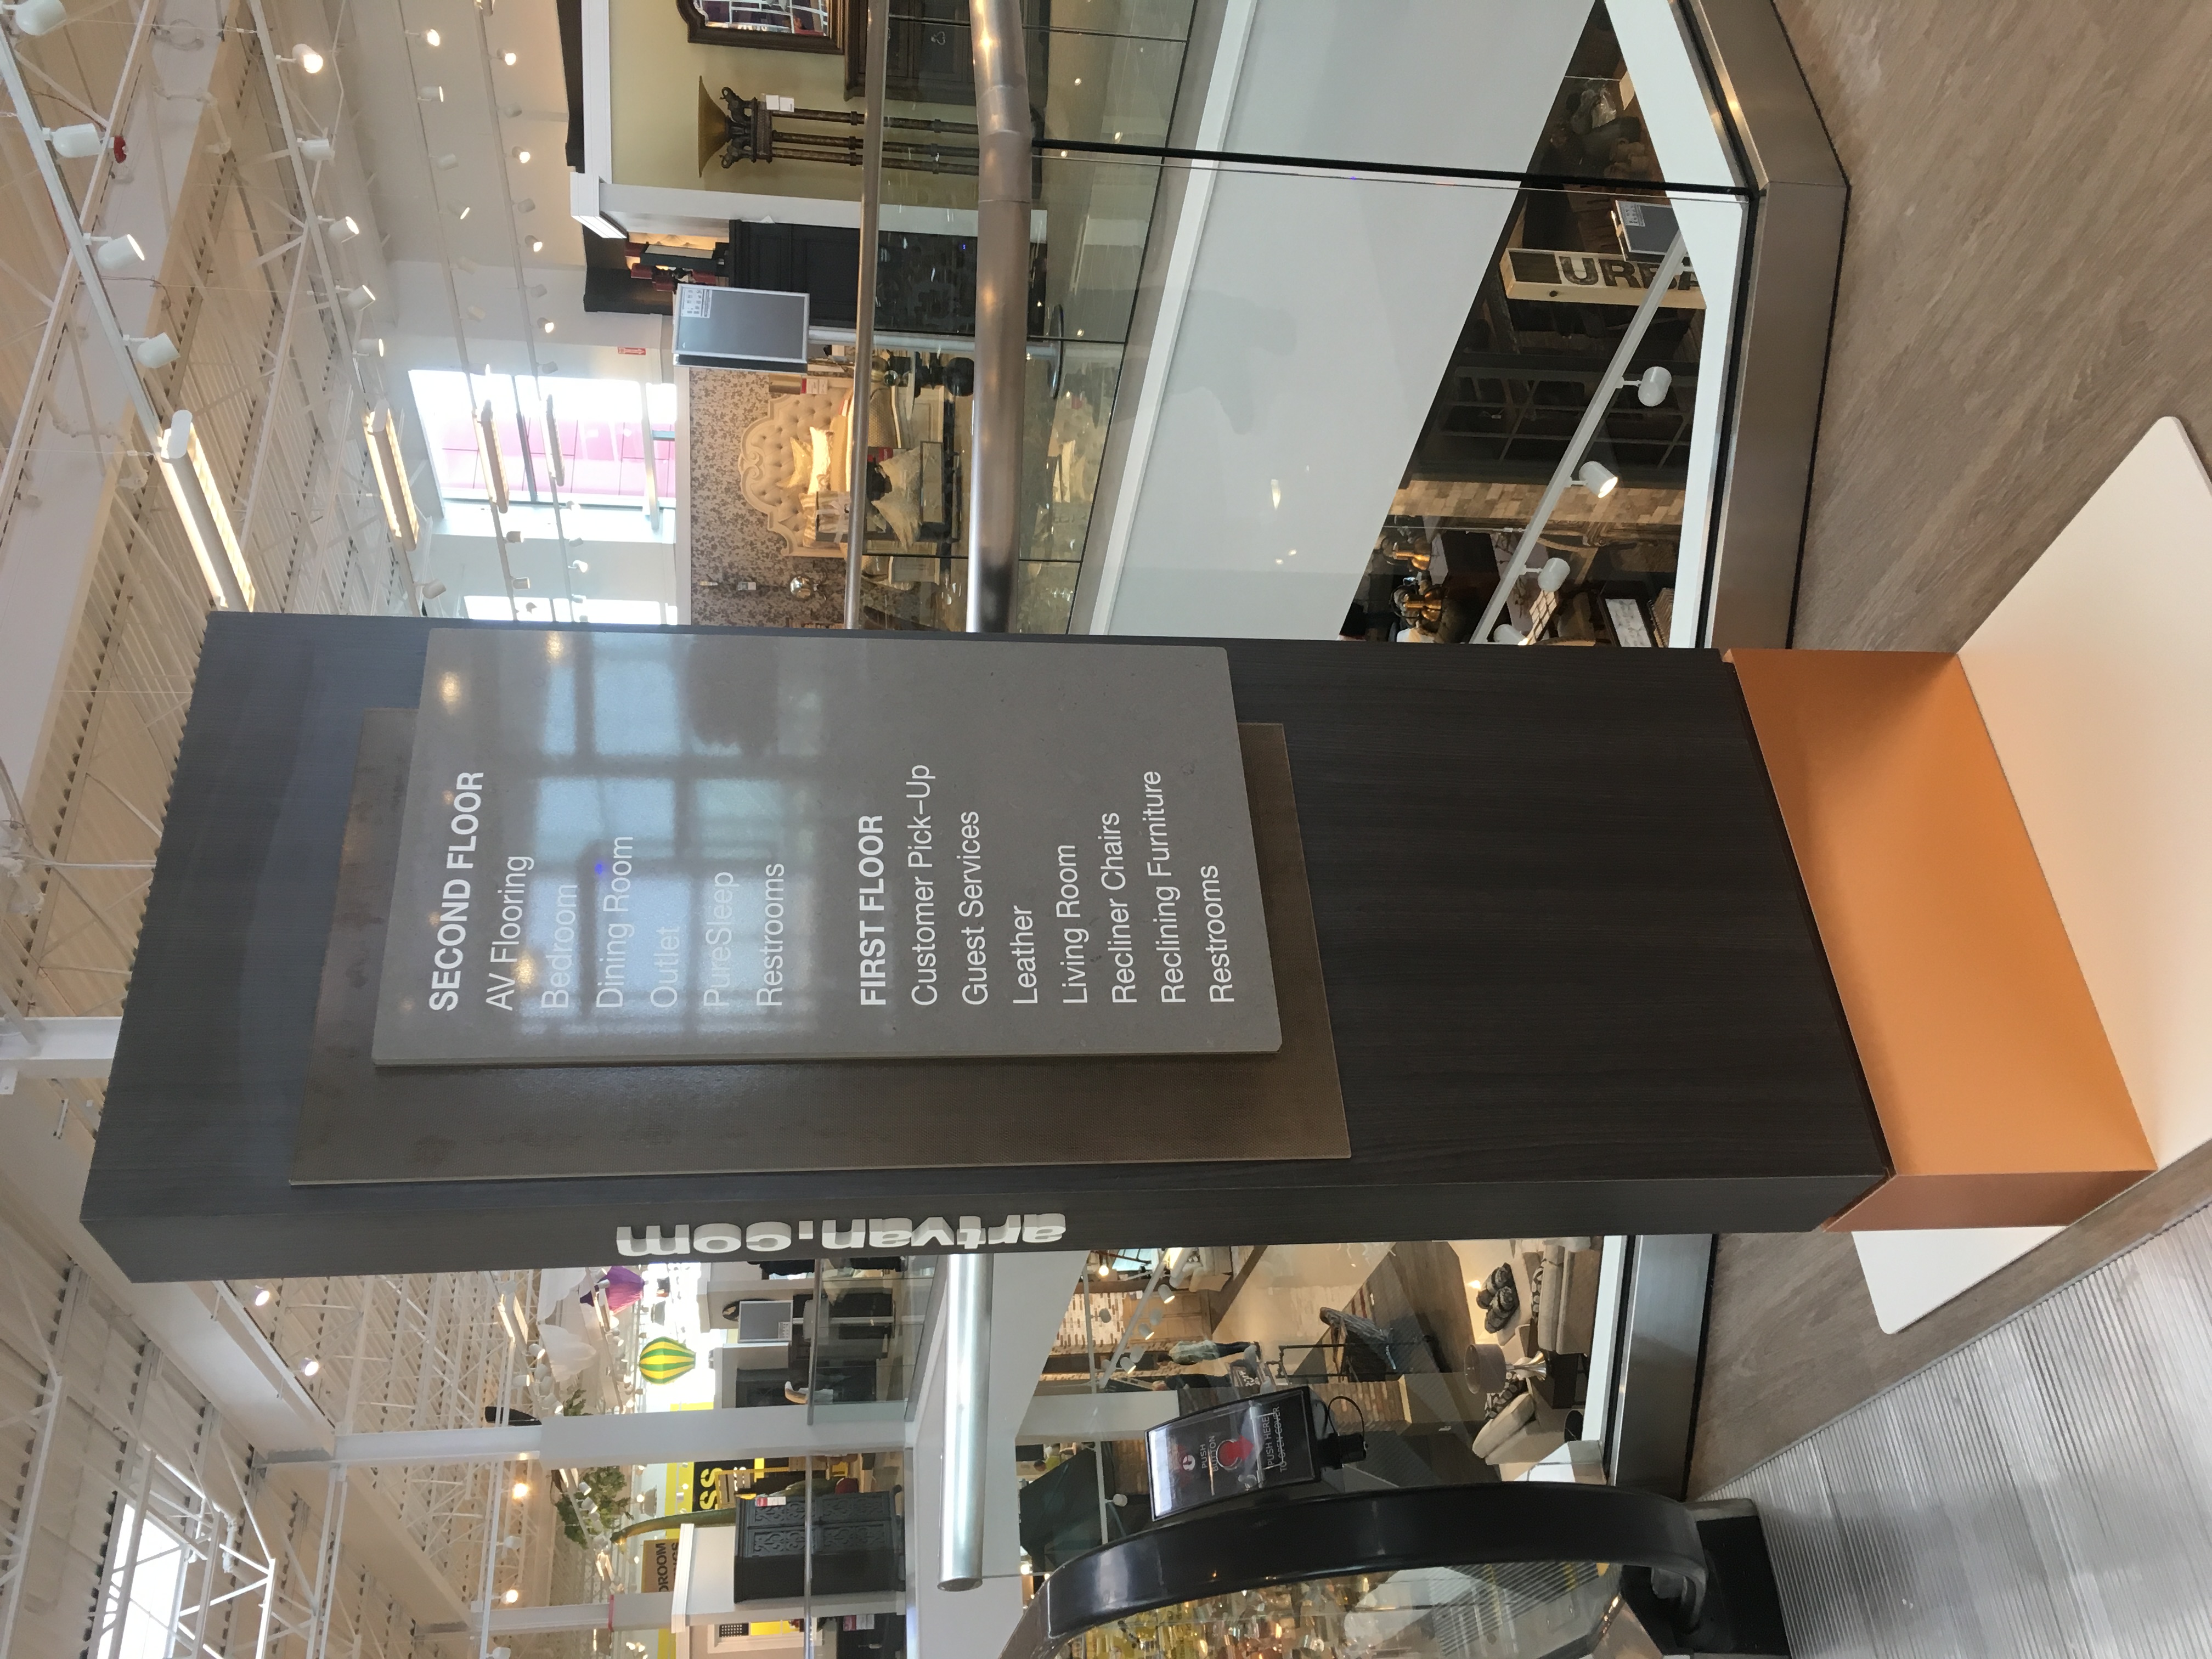 SECOND FLOOR
AV Flooring
Bedroom
Dining Room
Outlet
PureSleep
Restrooms
FIRST FLOOR
Customer Pick-Up
Guest Services
Leather
Living Room
Recliner Chairs
Reclining Furniture
Restrooms
artvan.com
PUSH
BUTTON
PUSH HERE
TO OPEN COVER